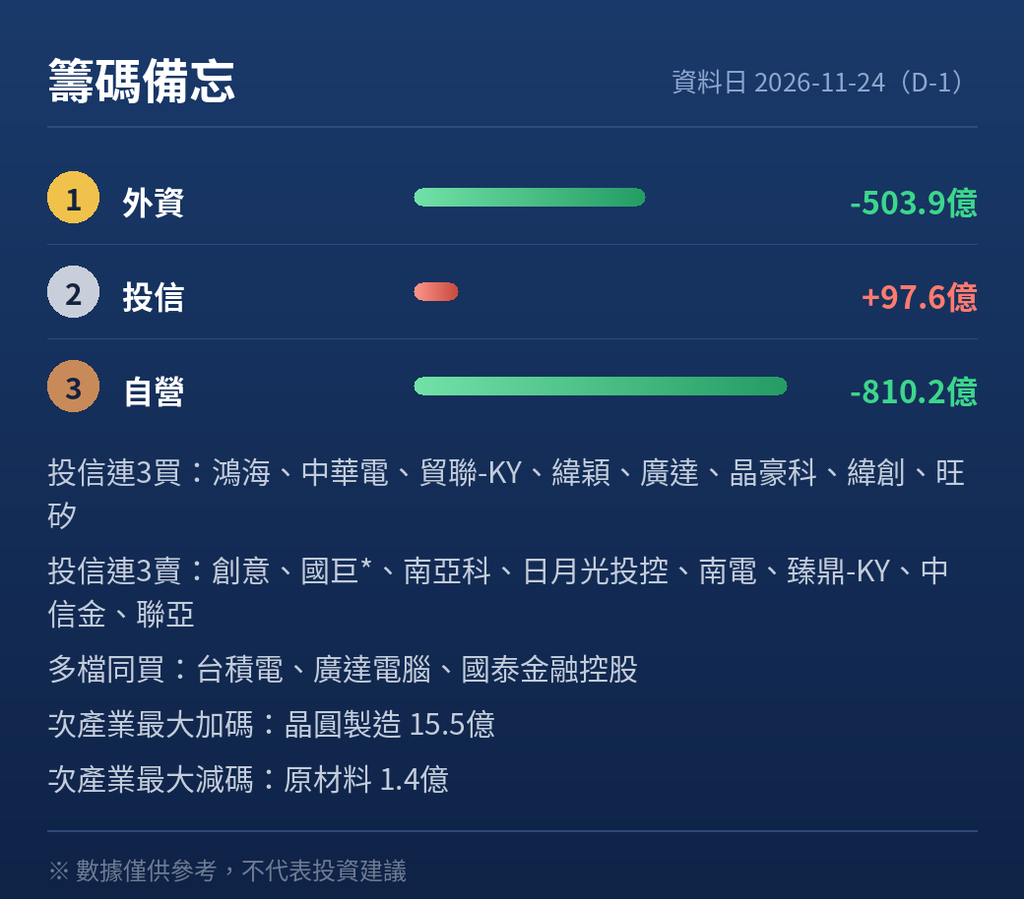 籌碼備忘
資料日 2026-11-24（D-1）
1 外資 -503.9億
2 投信 +97.6億
3 自營 -810.2億
投信連3買：鴻海、中華電、貿聯-KY、緯穎、廣達、晶豪科、緯創、旺
矽
投信連3賣：創意、國巨*、南亞科、日月光投控、南電、臻鼎-KY、中
信金、聯亞
多檔同買：台積電、廣達電腦、國泰金融控股
次產業最大加碼：晶圓製造 15.5億
次產業最大減碼：原材料 1.4億
※ 數據僅供參考，不代表投資建議